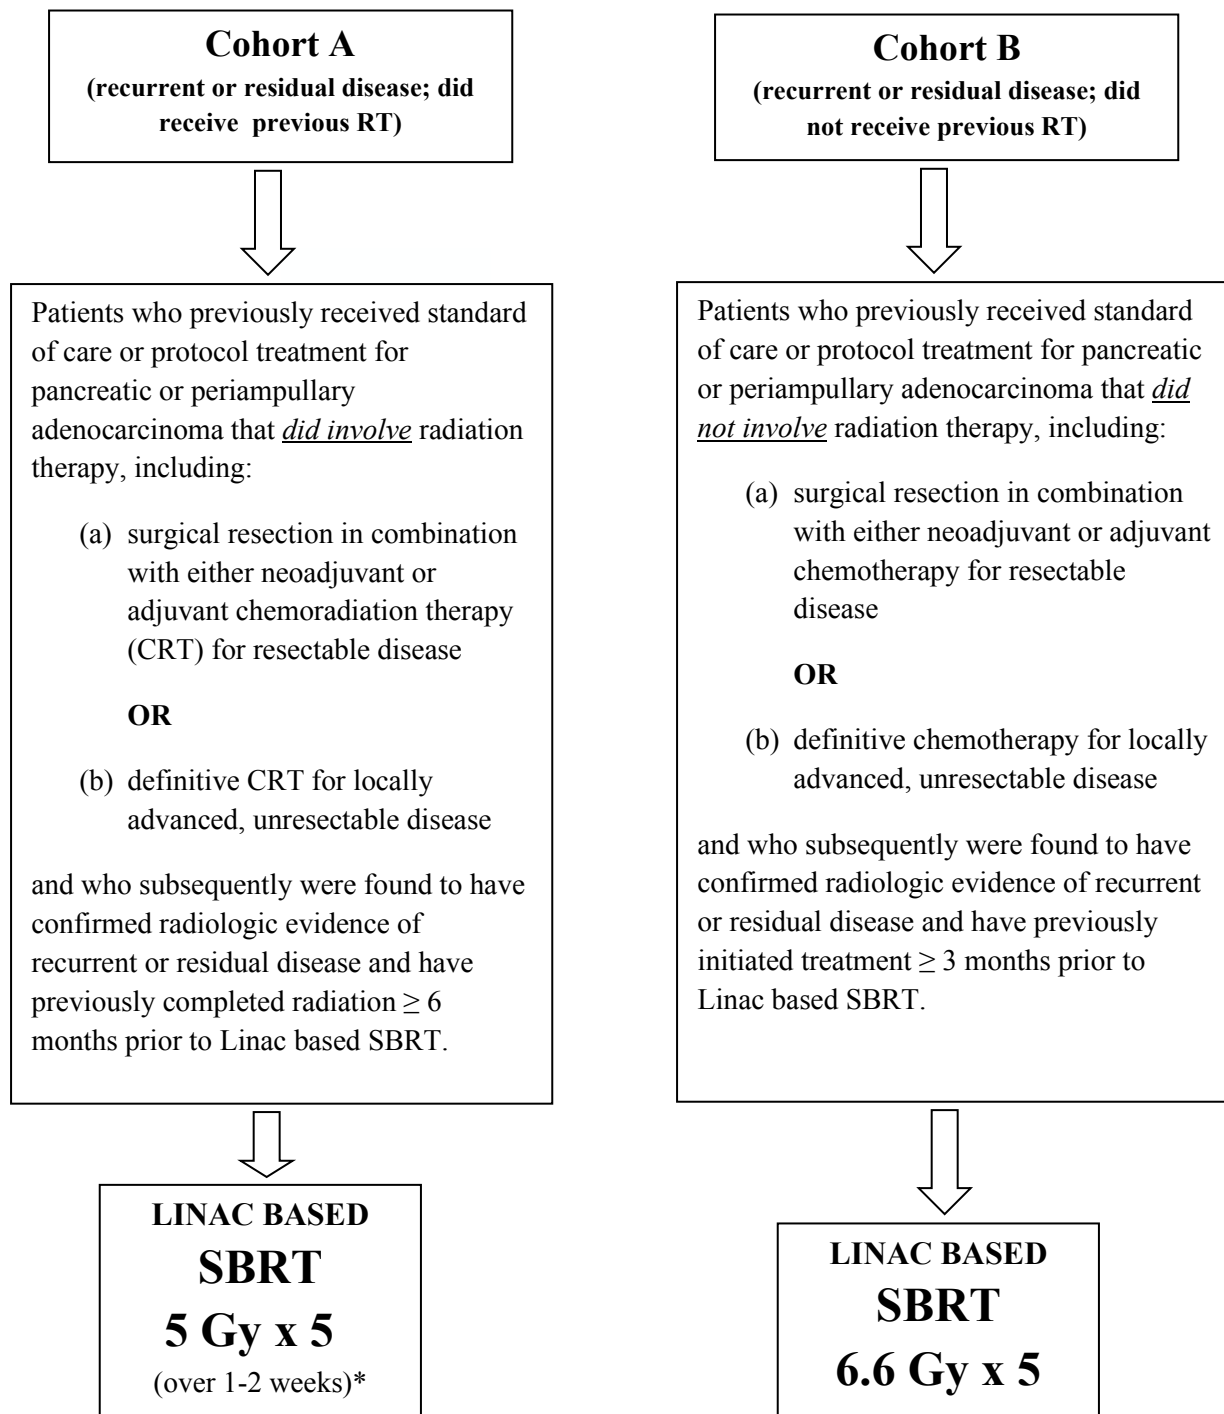 Cohort A
(recurrent or residual disease; did
receive previous RT)
Patients who previously received standard
of care or protocol treatment for
pancreatic or periampullary
adenocarcinoma that did involve radiation
therapy, including:
(a) surgical resection in combination
with either neoadjuvant or
adjuvant chemoradiation therapy
(CRT) for resectable disease
OR
(b) definitive CRT for locally
advanced, unresectable disease
and who subsequently were found to have
confirmed radiologic evidence of
recurrent or residual disease and have
previously completed radiation ≥ 6
months prior to Linac based SBRT.
LINAC BASED
SBRT
5 Gy x 5
(over 1-2 weeks)*
Cohort B
(recurrent or residual disease; did
not receive previous RT)
Patients who previously received standard
of care or protocol treatment for pancreatic
or periampullary adenocarcinoma that did
not involve radiation therapy, including:
(a) surgical resection in combination
with either neoadjuvant or adjuvant
chemotherapy for resectable
disease
OR
(b) definitive chemotherapy for locally
advanced, unresectable disease
and who subsequently were found to have
confirmed radiologic evidence of recurrent
or residual disease and have previously
initiated treatment ≥ 3 months prior to
Linac based SBRT.
LINAC BASED
SBRT
6.6 Gy x 5